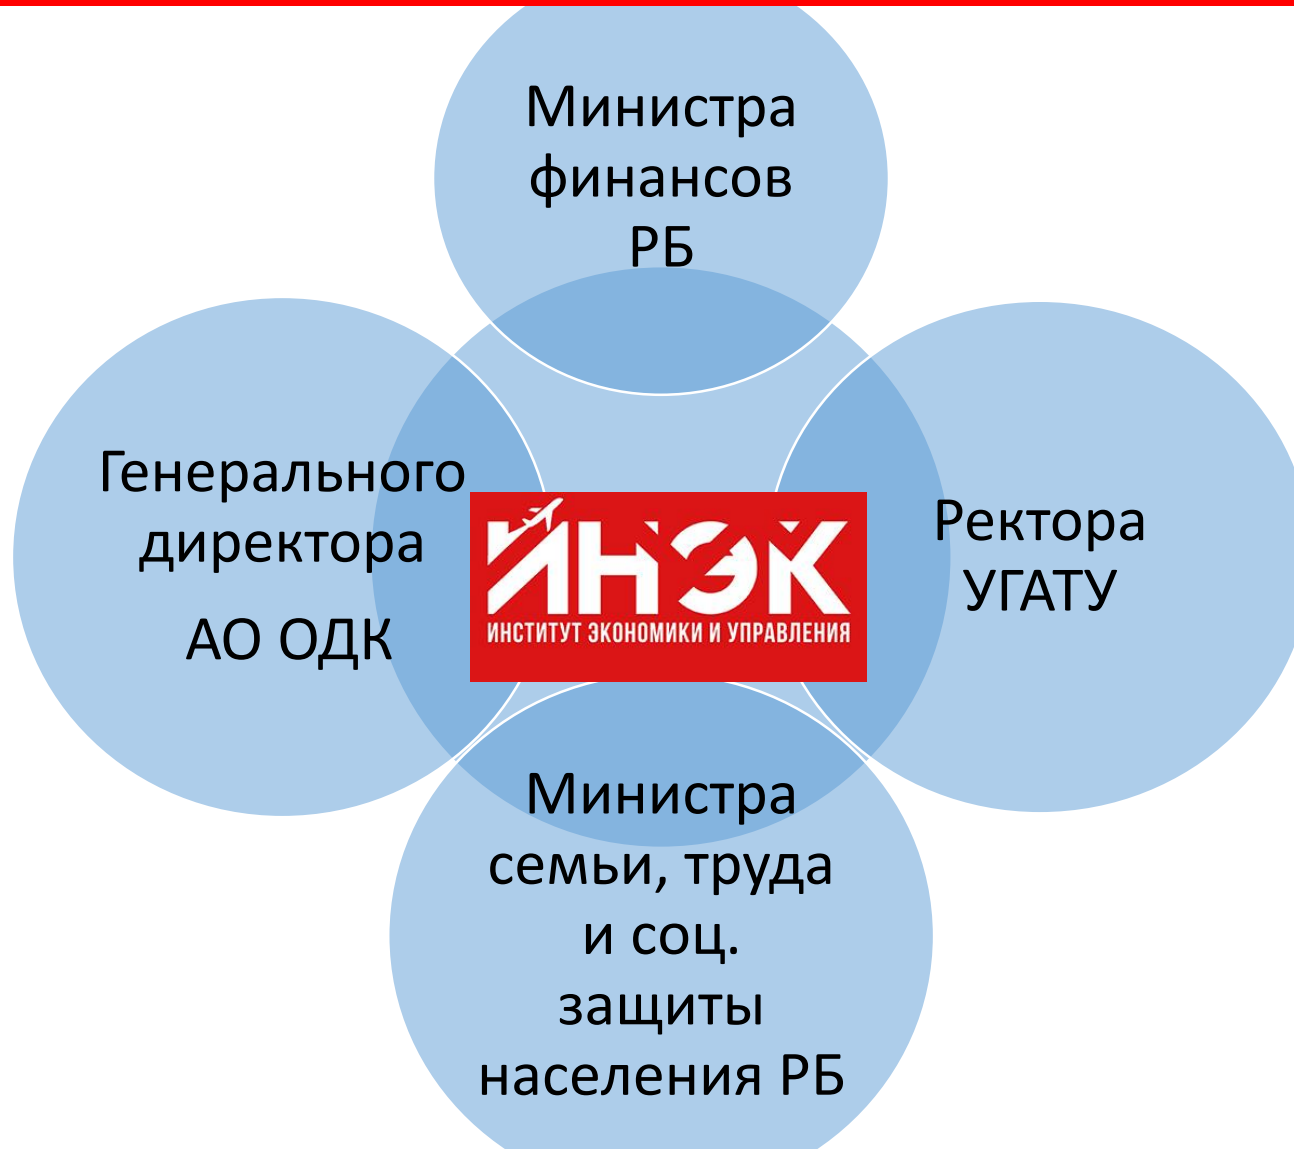 Министра
финансов
РБ
Генерального
директора
АО ОДК
ИНЭК
ИНСТИТУТ ЭКОНОМИКИ И УПРАВЛЕНИЯ
Ректора
УГАТУ
Министра
семьи, труда
и соц.
защиты
населения РБ